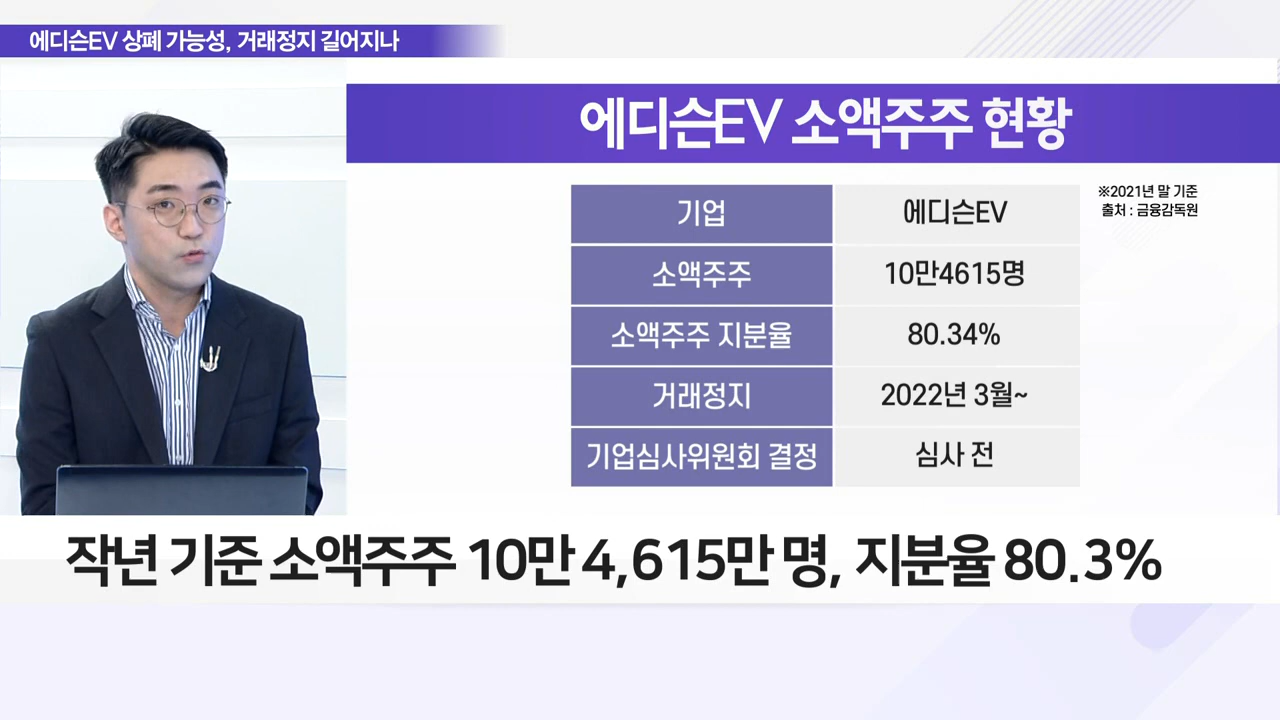 에디슨EV 상폐 가능성, 거래정지 길어지나
에디슨EV 소액주주 현황
※2021년 말 기준
출처 : 금융감독원
기업 에디슨EV
소액주주 10만4615명
소액주주 지분율 80.34%
거래정지 2022년 3월~
기업심사위원회 결정 심사 전
작년 기준 소액주주 10만 4,615만 명, 지분율 80.3%